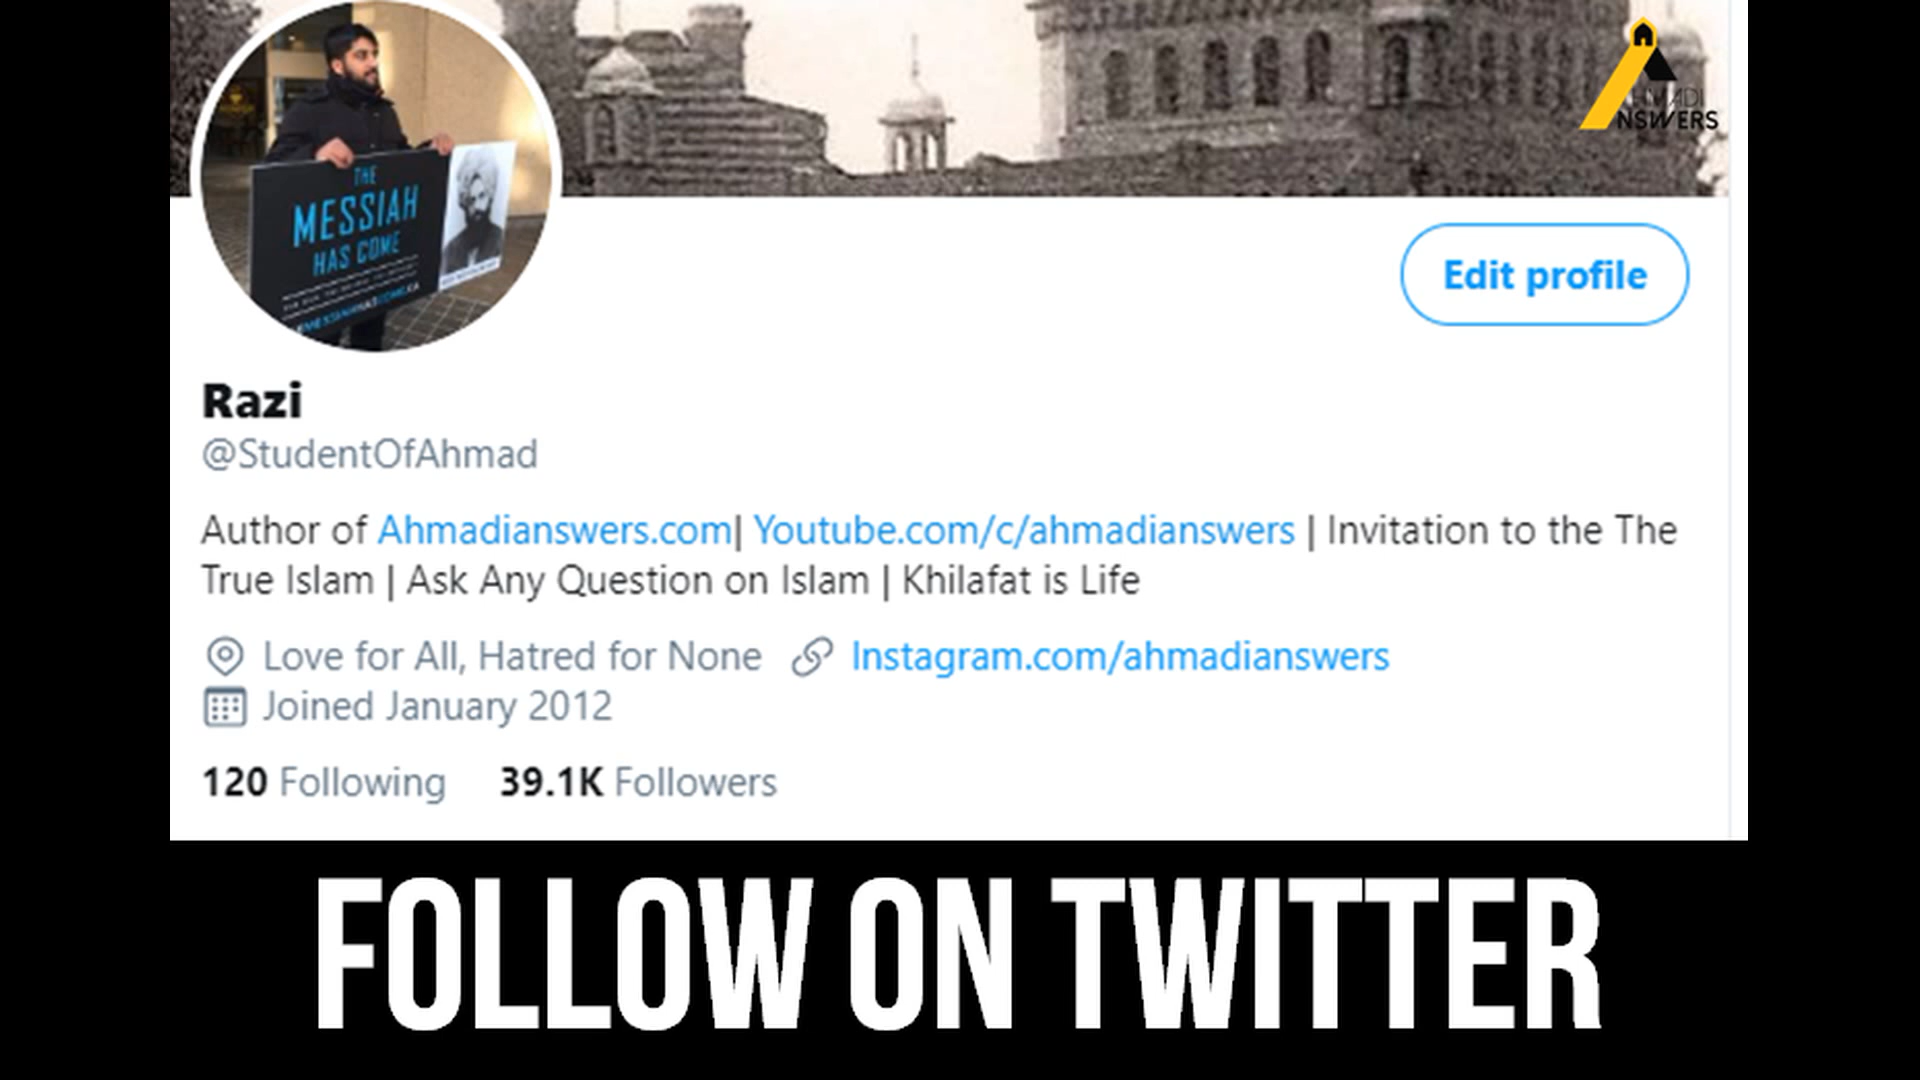 THE
MESSIAH
HAS COME
AHMADI
NSWERS
Edit profile
Razi
@StudentOfAhmad
Author of Ahmadianswers.com| Youtube.com/c/ahmadianswers | Invitation to the The
True Islam | Ask Any Question on Islam | Khilafat is Life
Love for All, Hatred for None Instagram.com/ahmadianswers
Joined January 2012
120 Following 39.1K Followers
FOLLOW ON TWITTER